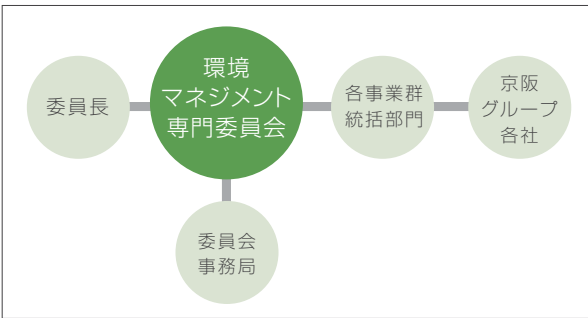 委員長
環境
マネジメント
専門委員会
各事業群
統括部門
京阪
グループ
各社
委員会
事務局